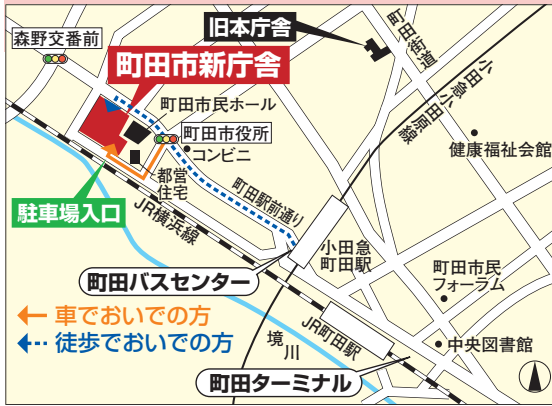 森野交番前
旧本庁舎
町田街道
小田急小田原線
町田市新庁舎
町田市民ホール
町田市役所
コンビニ
健康福祉会館
都営
住宅
町田駅前通り
駐車場入口
JR横浜線
小田急
町田駅
町田バスセンター
町田市民
フォーラム
車でおいでの方
徒歩でおいでの方
境川
JR町田駅
中央図書館
町田ターミナル